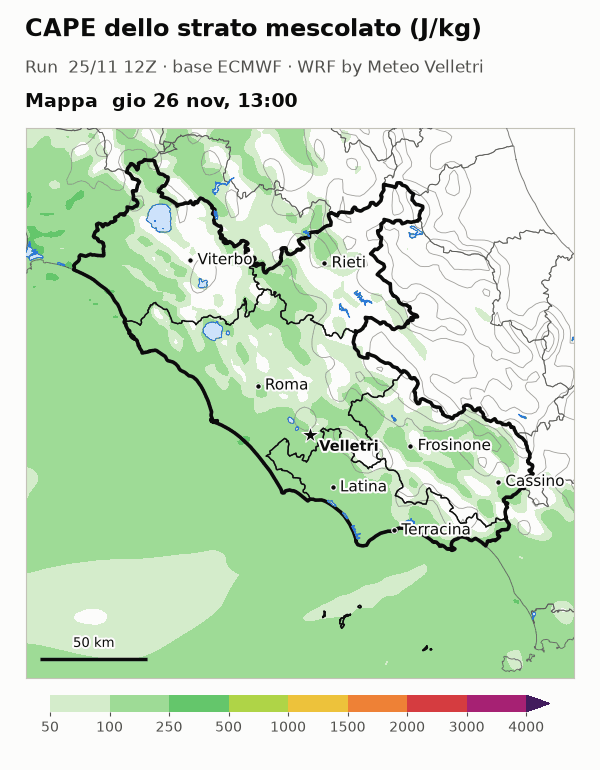 CAPE dello strato mescolato (J/kg)
Run  25/11 12Z · base ECMWF · WRF by Meteo Velletri
Mappa  gio 26 nov, 13:00
Viterbo
Rieti
Roma
Velletri
Frosinone
Cassino
Latina
Terracina
50 km
50 100 250 500 1000 1500 2000 3000 4000